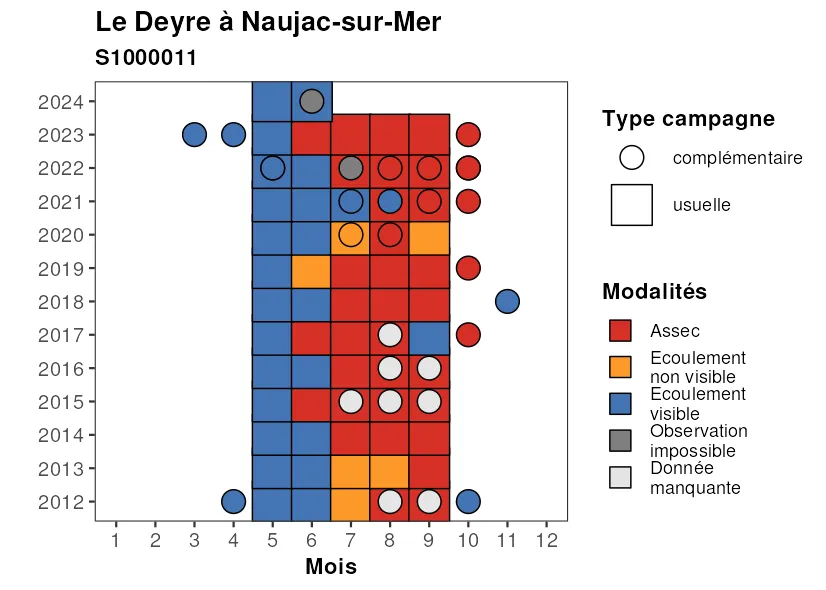 Le Deyre à Naujac-sur-Mer
S1000011
2024
2023
2022
2021
2020
2019
2018
2017
2016
2015
2014
2013
2012
1 2 3 4 5 6 7 8 9 10 11 12
Mois
Type campagne
complémentaire
usuelle
Modalités
Assec
Ecoulement
non visible
Ecoulement
visible
Observation
impossible
Donnée
manquante